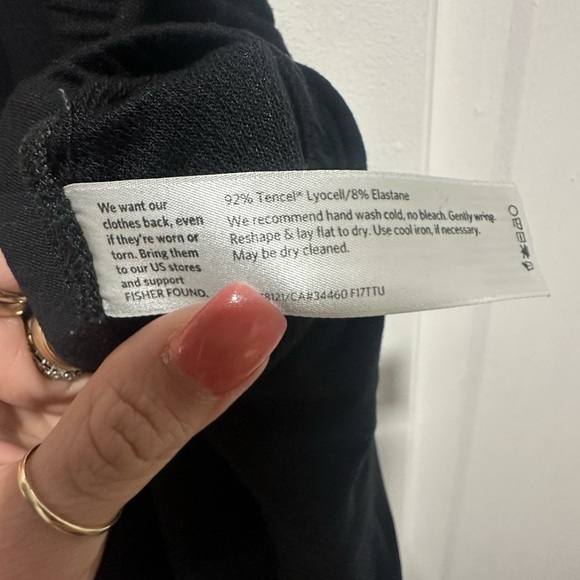 We want our
clothes back, even
if they're worn or
torn. Bring them
to our US stores
and support
FISHER FOUND.
92% Tencel™ Lyocell/8% Elastane
We recommend hand wash cold, no bleach. Gently wring.
Reshape & lay flat to dry. Use cool iron, if necessary.
May be dry cleaned.
8121/CA#34460 F17TTU